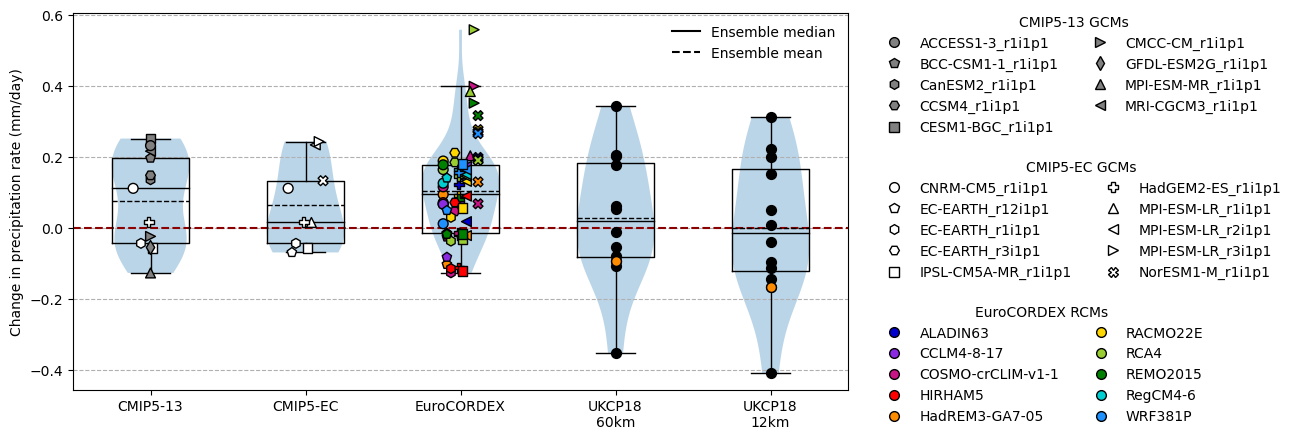 Change in precipitation rate (mm/day)
0.6
0.4
0.2
0.0
−0.2
−0.4
Ensemble median
Ensemble mean
CMIP5-13
CMIP5-EC
EuroCORDEX
UKCP18
60km
UKCP18
12km
CMIP5-13 GCMs
ACCESS1-3_r1i1p1
BCC-CSM1-1_r1i1p1
CanESM2_r1i1p1
CCSM4_r1i1p1
CESM1-BGC_r1i1p1
CMCC-CM_r1i1p1
GFDL-ESM2G_r1i1p1
MPI-ESM-MR_r1i1p1
MRI-CGCM3_r1i1p1
CMIP5-EC GCMs
CNRM-CM5_r1i1p1
EC-EARTH_r12i1p1
EC-EARTH_r1i1p1
EC-EARTH_r3i1p1
IPSL-CM5A-MR_r1i1p1
HadGEM2-ES_r1i1p1
MPI-ESM-LR_r1i1p1
MPI-ESM-LR_r2i1p1
MPI-ESM-LR_r3i1p1
NorESM1-M_r1i1p1
EuroCORDEX RCMs
ALADIN63
CCLM4-8-17
COSMO-crCLIM-v1-1
HIRHAM5
HadREM3-GA7-05
RACMO22E
RCA4
REMO2015
RegCM4-6
WRF381P